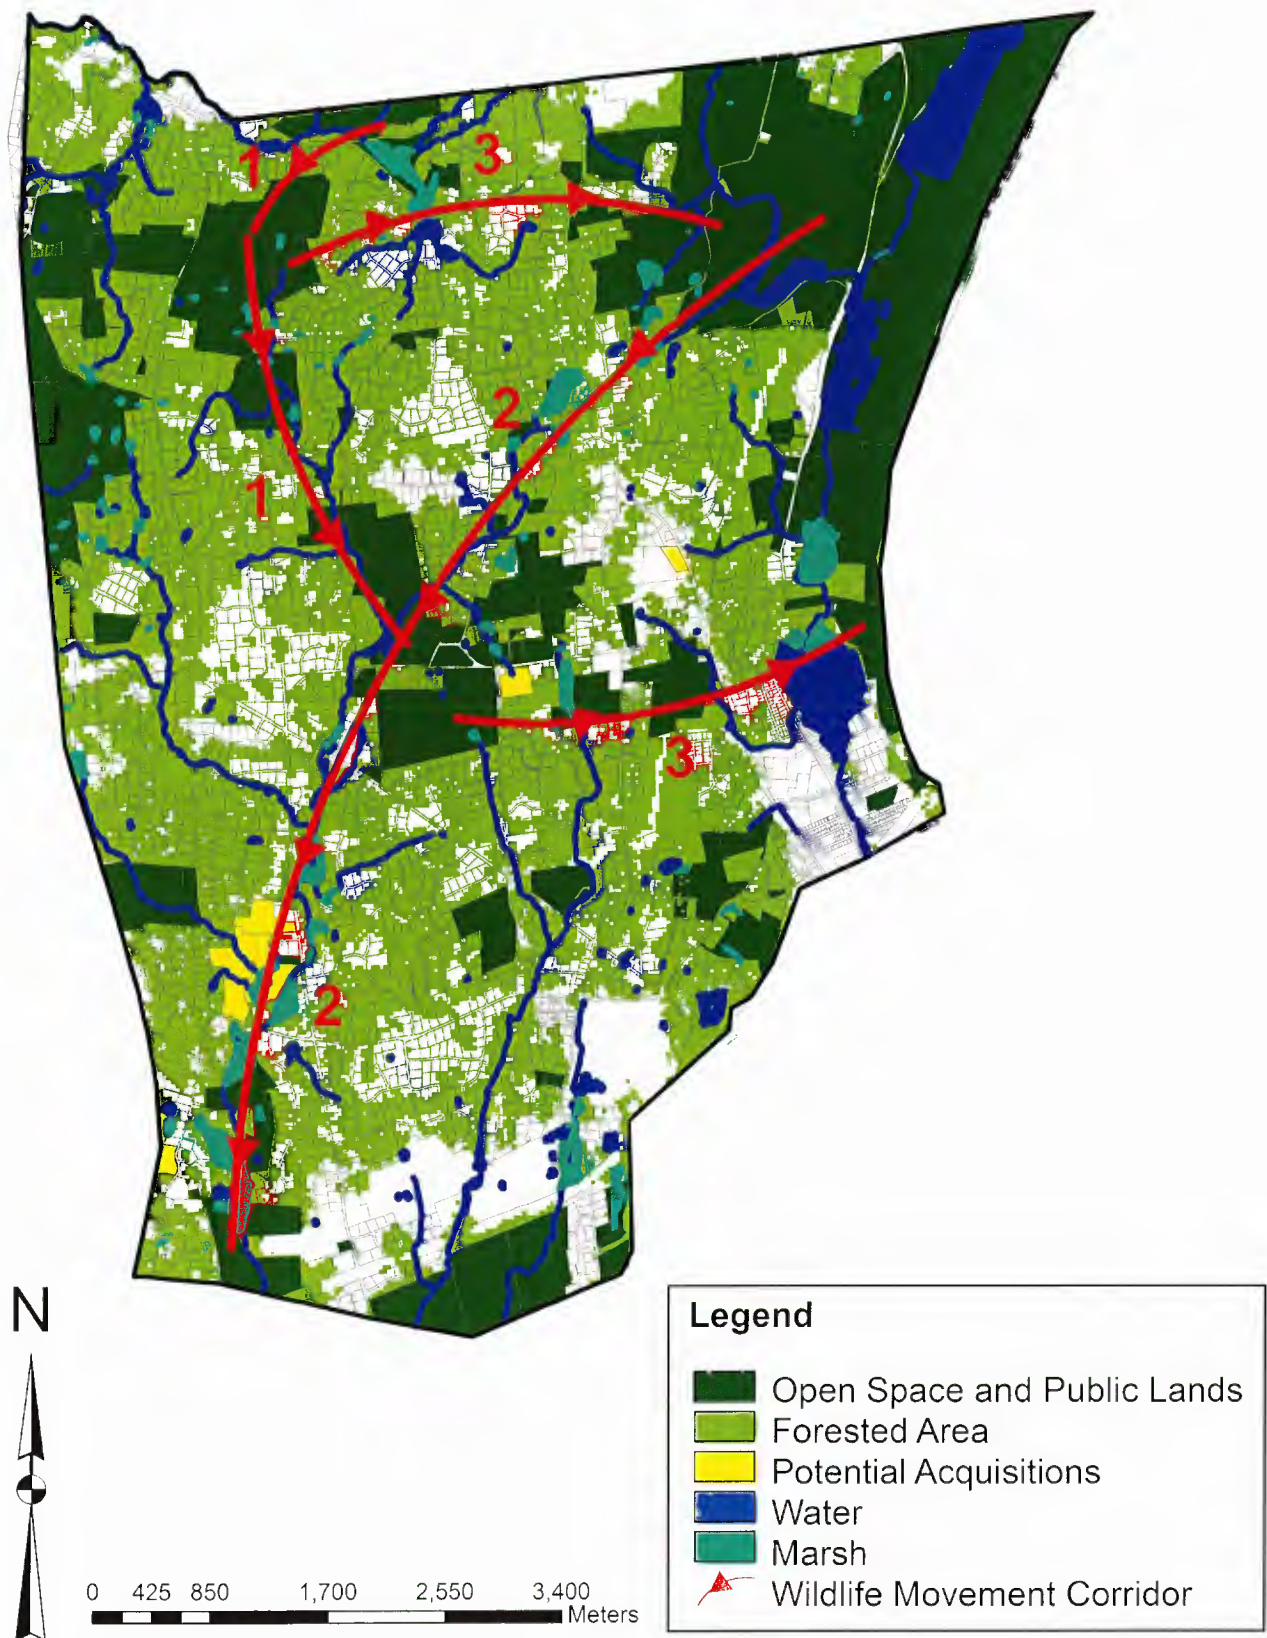 1
3
2
1
3
2
N
Legend
Open Space and Public Lands
Forested Area
Potential Acquisitions
Water
Marsh
Wildlife Movement Corridor
0 425 850 1,700 2,550 3,400
Meters